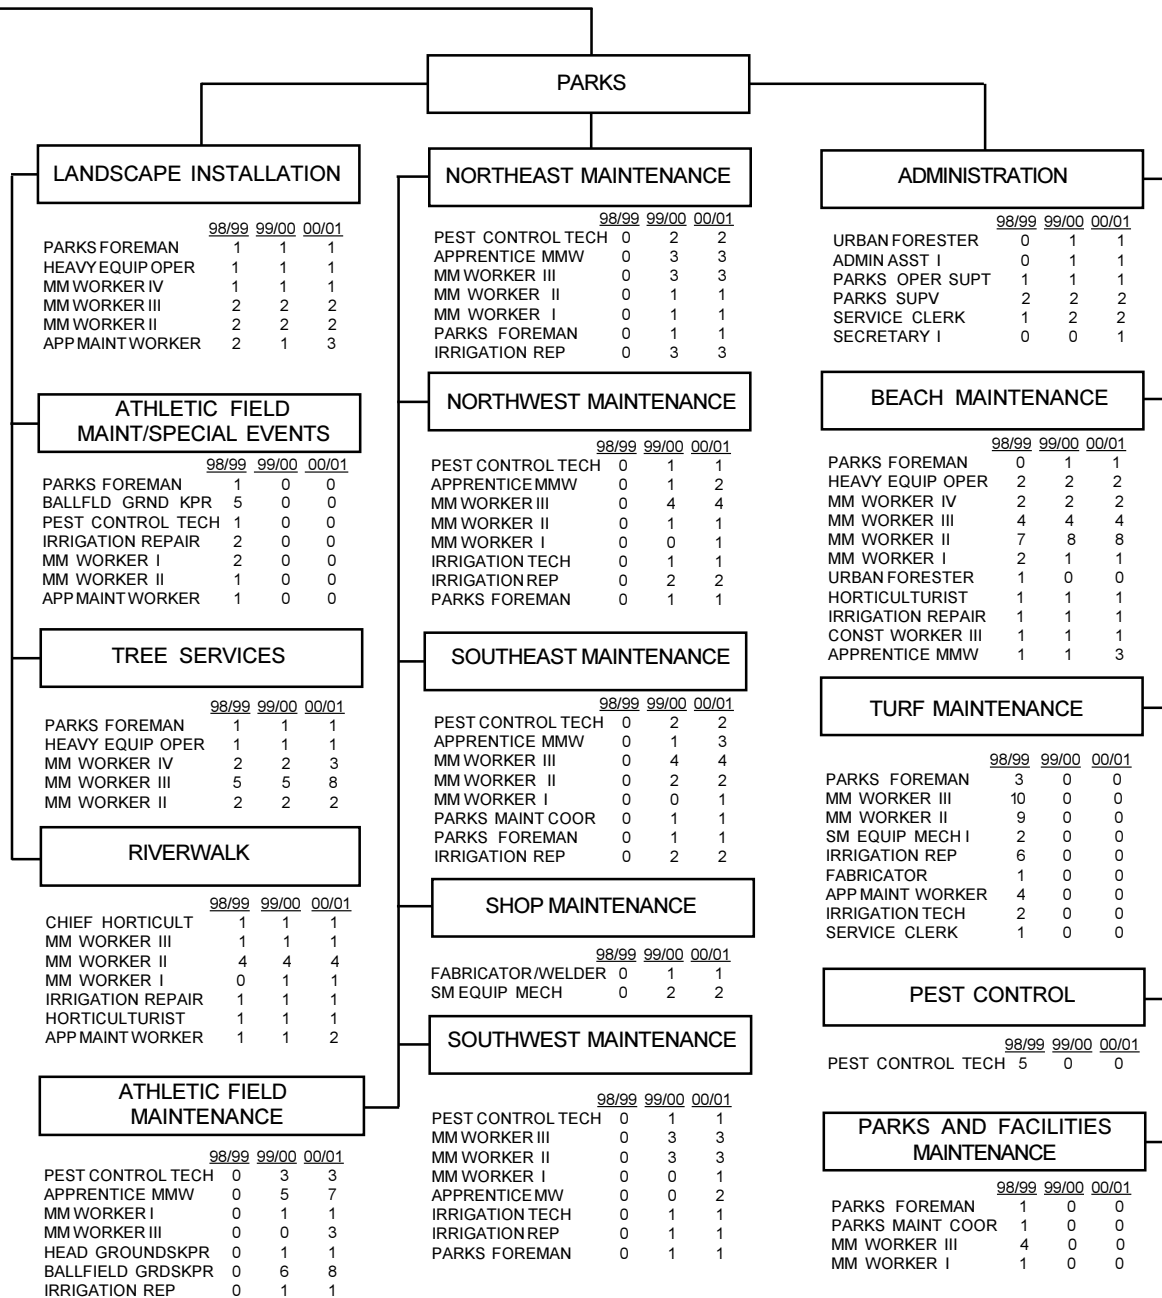 PARKS
LANDSCAPE INSTALLATION
98/99 99/00 00/01
PARKS FOREMAN 1 1 1
HEAVY EQUIP OPER 1 1 1
MM WORKER IV 1 1 1
MM WORKER III 2 2 2
MM WORKER II 2 2 2
APP MAINT WORKER 2 1 3
ATHLETIC FIELD
MAINT/SPECIAL EVENTS
98/99 99/00 00/01
PARKS FOREMAN 1 0 0
BALLFLD GRND KPR 5 0 0
PEST CONTROL TECH 1 0 0
IRRIGATION REPAIR 2 0 0
MM WORKER I 2 0 0
MM WORKER II 1 0 0
APP MAINT WORKER 1 0 0
TREE SERVICES
98/99 99/00 00/01
PARKS FOREMAN 1 1 1
HEAVY EQUIP OPER 1 1 1
MM WORKER IV 2 2 3
MM WORKER III 5 5 8
MM WORKER II 2 2 2
RIVERWALK
98/99 99/00 00/01
CHIEF HORTICULT 1 1 1
MM WORKER III 1 1 1
MM WORKER II 4 4 4
MM WORKER I 0 1 1
IRRIGATION REPAIR 1 1 1
HORTICULTURIST 1 1 1
APP MAINT WORKER 1 1 2
ATHLETIC FIELD
MAINTENANCE
98/99 99/00 00/01
PEST CONTROL TECH 0 3 3
APPRENTICE MMW 0 5 7
MM WORKER I 0 1 1
MM WORKER III 0 0 3
HEAD GROUNDSKPR 0 1 1
BALLFIELD GRDSKPR 0 6 8
IRRIGATION REP 0 1 1
NORTHEAST MAINTENANCE
98/99 99/00 00/01
PEST CONTROL TECH 0 2 2
APPRENTICE MMW 0 3 3
MM WORKER III 0 3 3
MM WORKER II 0 1 1
MM WORKER I 0 1 1
PARKS FOREMAN 0 1 1
IRRIGATION REP 0 3 3
NORTHWEST MAINTENANCE
98/99 99/00 00/01
PEST CONTROL TECH 0 1 1
APPRENTICE MMW 0 1 2
MM WORKER III 0 4 4
MM WORKER II 0 1 1
MM WORKER I 0 0 1
IRRIGATION TECH 0 1 1
IRRIGATION REP 0 2 2
PARKS FOREMAN 0 1 1
SOUTHEAST MAINTENANCE
98/99 99/00 00/01
PEST CONTROL TECH 0 2 2
APPRENTICE MMW 0 1 3
MM WORKER III 0 4 4
MM WORKER II 0 2 2
MM WORKER I 0 0 1
PARKS MAINT COOR 0 1 1
PARKS FOREMAN 0 1 1
IRRIGATION REP 0 2 2
SHOP MAINTENANCE
98/99 99/00 00/01
FABRICATOR/WELDER 0 1 1
SM EQUIP MECH 0 2 2
SOUTHWEST MAINTENANCE
98/99 99/00 00/01
PEST CONTROL TECH 0 1 1
MM WORKER III 0 3 3
MM WORKER II 0 3 3
MM WORKER I 0 0 1
APPRENTICE MW 0 0 2
IRRIGATION TECH 0 1 1
IRRIGATION REP 0 1 1
PARKS FOREMAN 0 1 1
ADMINISTRATION
98/99 99/00 00/01
URBAN FORESTER 0 1 1
ADMIN ASST I 0 1 1
PARKS OPER SUPT 1 1 1
PARKS SUPV 2 2 2
SERVICE CLERK 1 2 2
SECRETARY I 0 0 1
BEACH MAINTENANCE
98/99 99/00 00/01
PARKS FOREMAN 0 1 1
HEAVY EQUIP OPER 2 2 2
MM WORKER IV 2 2 2
MM WORKER III 4 4 4
MM WORKER II 7 8 8
MM WORKER I 2 1 1
URBAN FORESTER 1 0 0
HORTICULTURIST 1 1 1
IRRIGATION REPAIR 1 1 1
CONST WORKER III 1 1 1
APPRENTICE MMW 1 1 3
TURF MAINTENANCE
98/99 99/00 00/01
PARKS FOREMAN 3 0 0
MM WORKER III 10 0 0
MM WORKER II 9 0 0
SM EQUIP MECH I 2 0 0
IRRIGATION REP 6 0 0
FABRICATOR 1 0 0
APP MAINT WORKER 4 0 0
IRRIGATION TECH 2 0 0
SERVICE CLERK 1 0 0
PEST CONTROL
98/99 99/00 00/01
PEST CONTROL TECH 5 0 0
PARKS AND FACILITIES
MAINTENANCE
98/99 99/00 00/01
PARKS FOREMAN 1 0 0
PARKS MAINT COOR 1 0 0
MM WORKER III 4 0 0
MM WORKER I 1 0 0